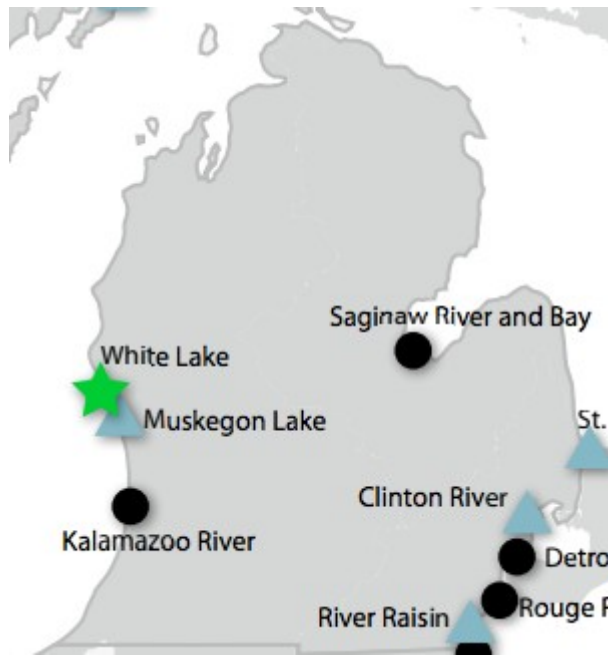 Saginaw River and Bay
White Lake
Muskegon Lake
St.
Clinton River
Kalamazoo River
Detro
Rouge
River Raisin